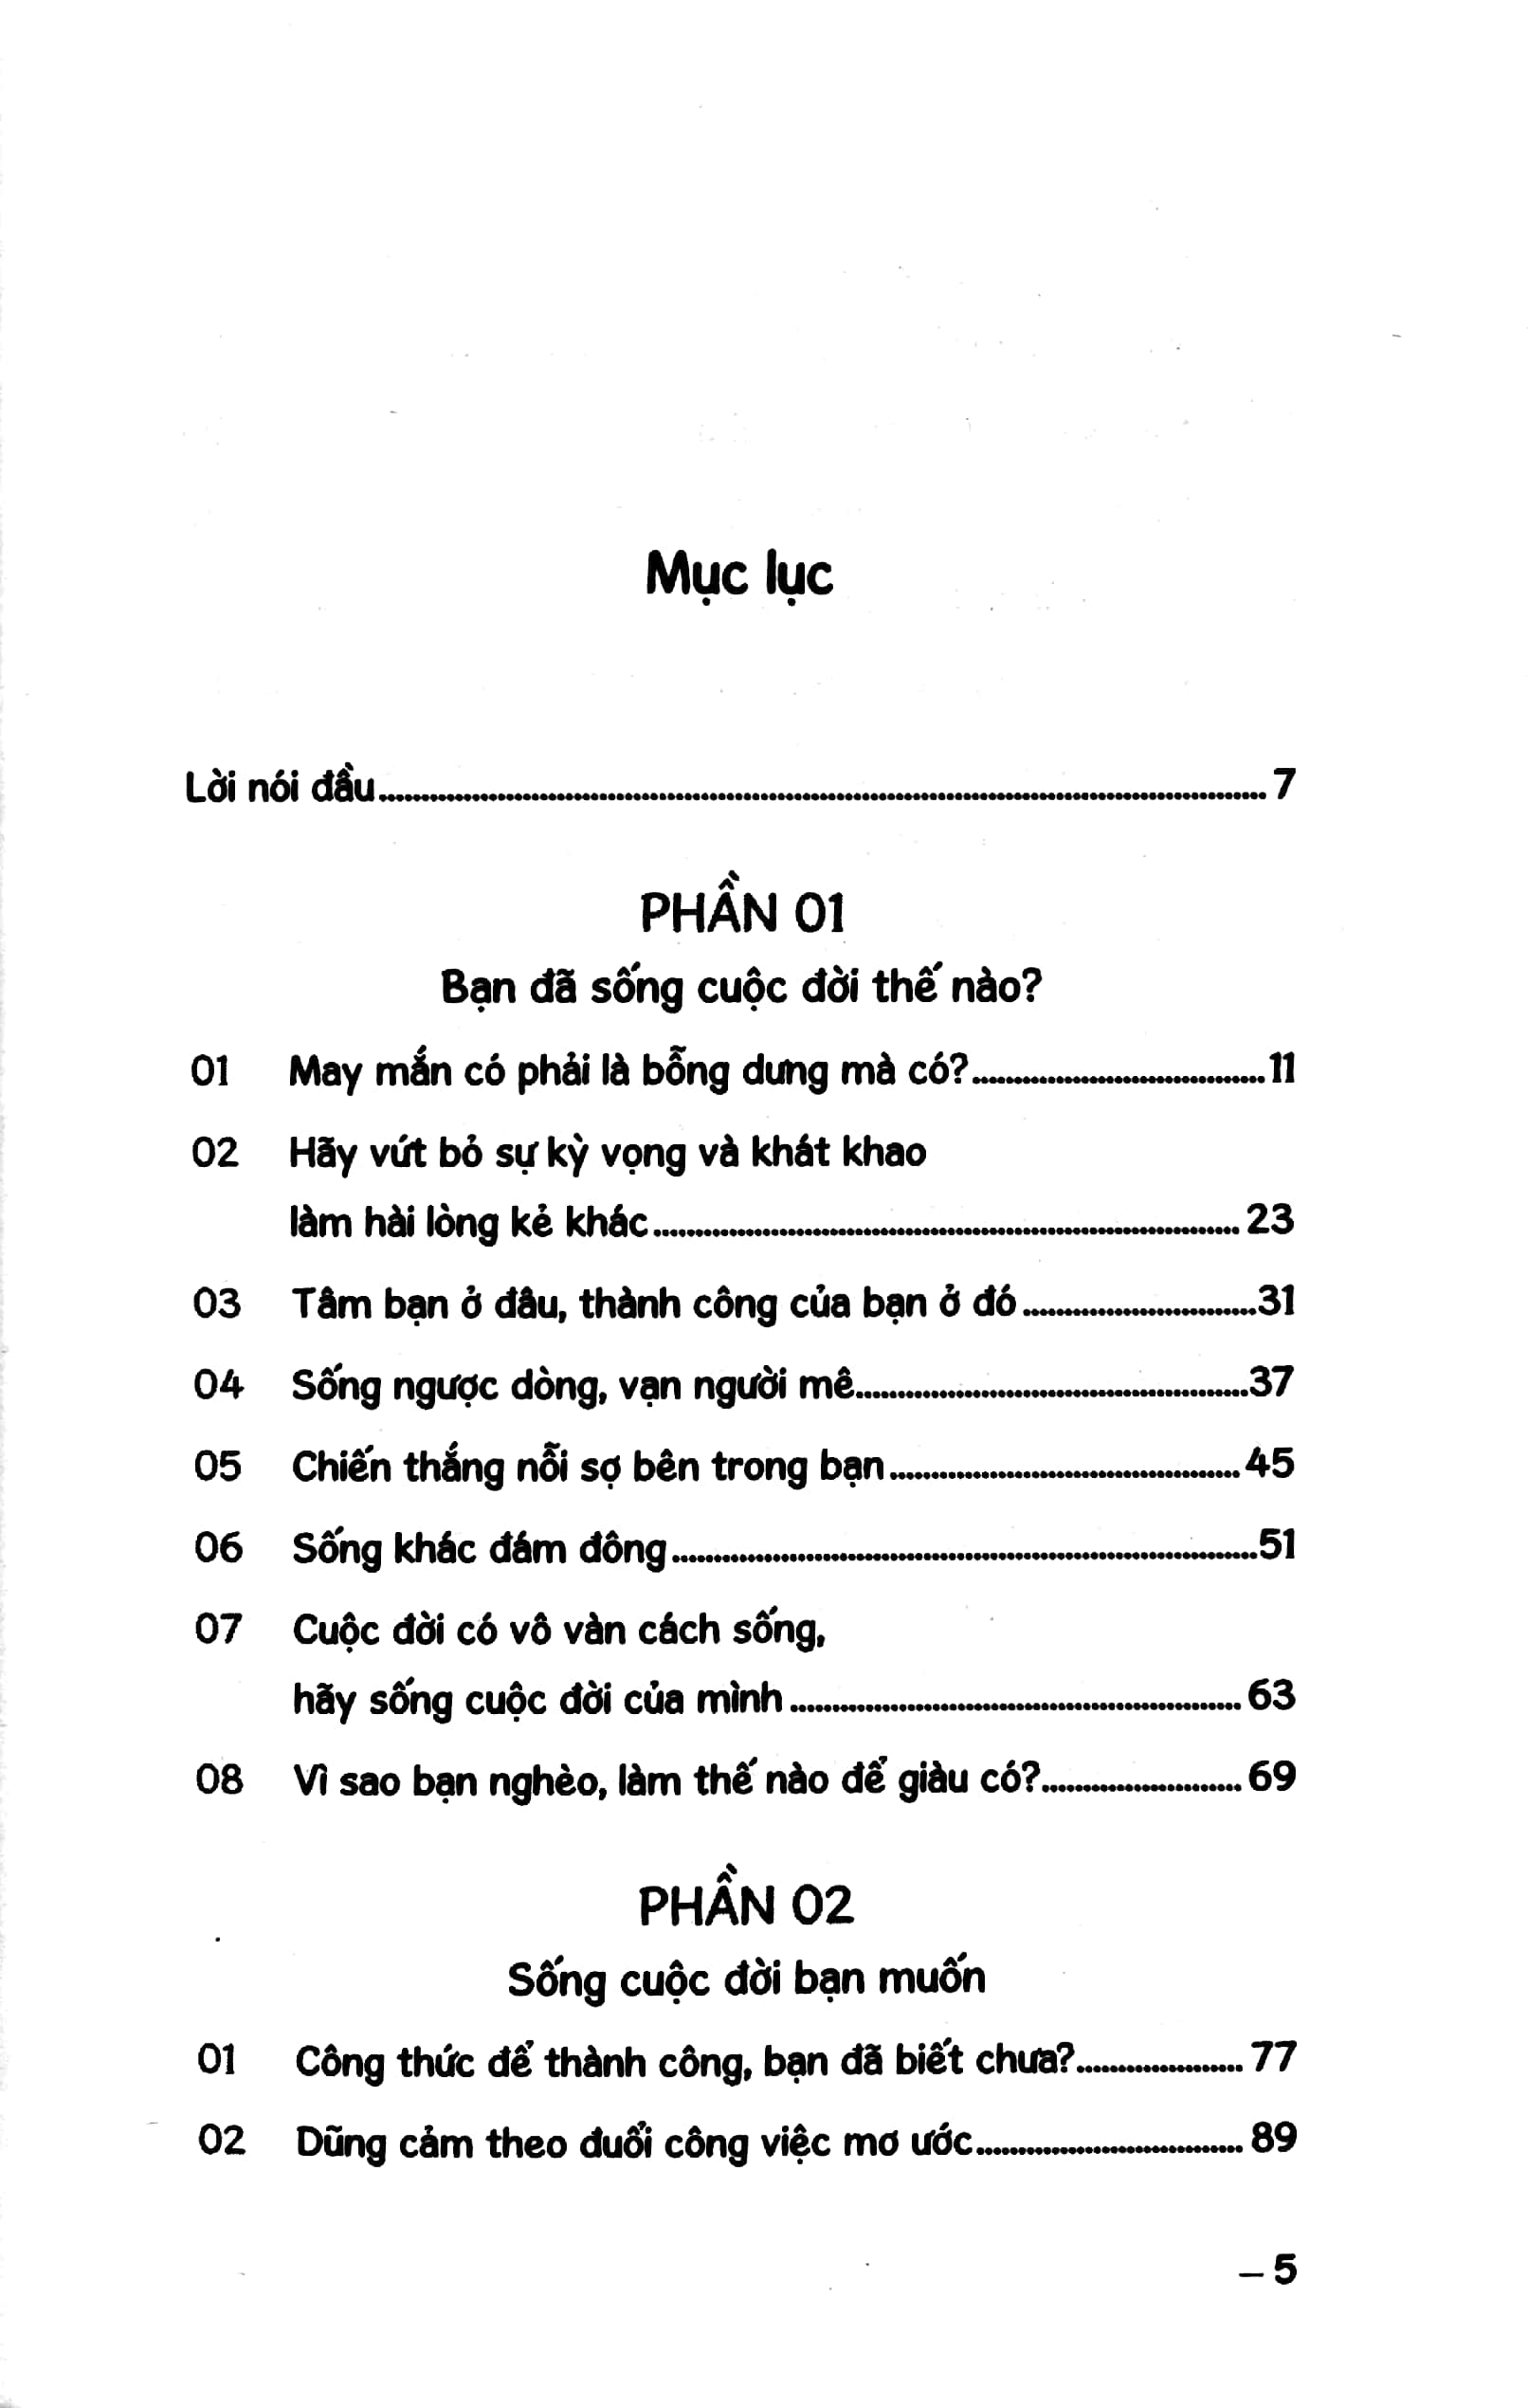 Mục lục
Lời nói đầu 7
PHẦN 01
Bạn đã sống cuộc đời thế nào?
01 May mắn có phải là bỗng dưng mà có? 11
02 Hãy vứt bỏ sự kỳ vọng và khát khao
làm hài lòng kẻ khác 23
03 Tâm bạn ở đâu, thành công của bạn ở đó 31
04 Sống ngược dòng, vạn người mê 37
05 Chiến thắng nỗi sợ bên trong bạn 45
06 Sống khác đám đông 51
07 Cuộc đời có vô vàn cách sống,
hãy sống cuộc đời của mình 63
08 Vì sao bạn nghèo, làm thế nào để giàu có? 69
PHẦN 02
Sống cuộc đời bạn muốn
01 Công thức để thành công, bạn đã biết chưa? 77
02 Dũng cảm theo đuổi công việc mơ ước 89
– 5